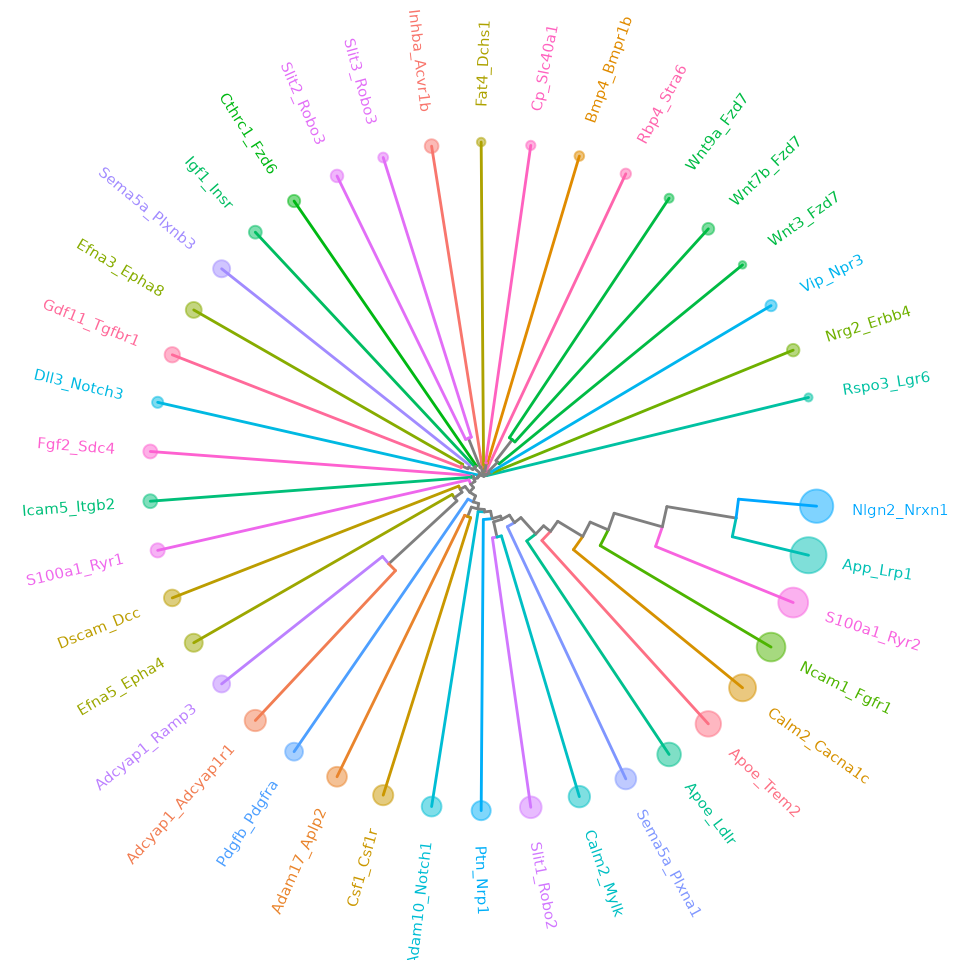 Inhba_Acvr1b
Fat4_Dchs1
Cp_Slc40a1
Bmp4_Bmpr1b
Rbp4_Stra6
Wnt9a_Fzd7
Wnt7b_Fzd7
Wnt3_Fzd7
Vip_Npr3
Nrg2_Erbb4
Rspo3_Lgr6
Nlgn2_Nrxn1
App_Lrp1
S100a1_Ryr2
Ncam1_Fgfr1
Calm2_Cacna1c
Apoe_Trem2
Apoe_Ldlr
Sema5a_Plxna1
Calm2_Mylk
Slit1_Robo2
Ptn_Nrp1
Adam10_Notch1
Csf1_Csf1r
Adam17_Aplp2
Pdgfb_Pdgfra
Adcyap1_Adcyap1r1
Adcyap1_Ramp3
Efna5_Epha4
Dscam_Dcc
S100a1_Ryr1
Icam5_Itgb2
Fgf2_Sdc4
Dll3_Notch3
Gdf11_Tgfbr1
Efna3_Epha8
Sema5a_Plxnb3
Igf1_Insr
Cthrc1_Fzd6
Slit2_Robo3
Slit3_Robo3